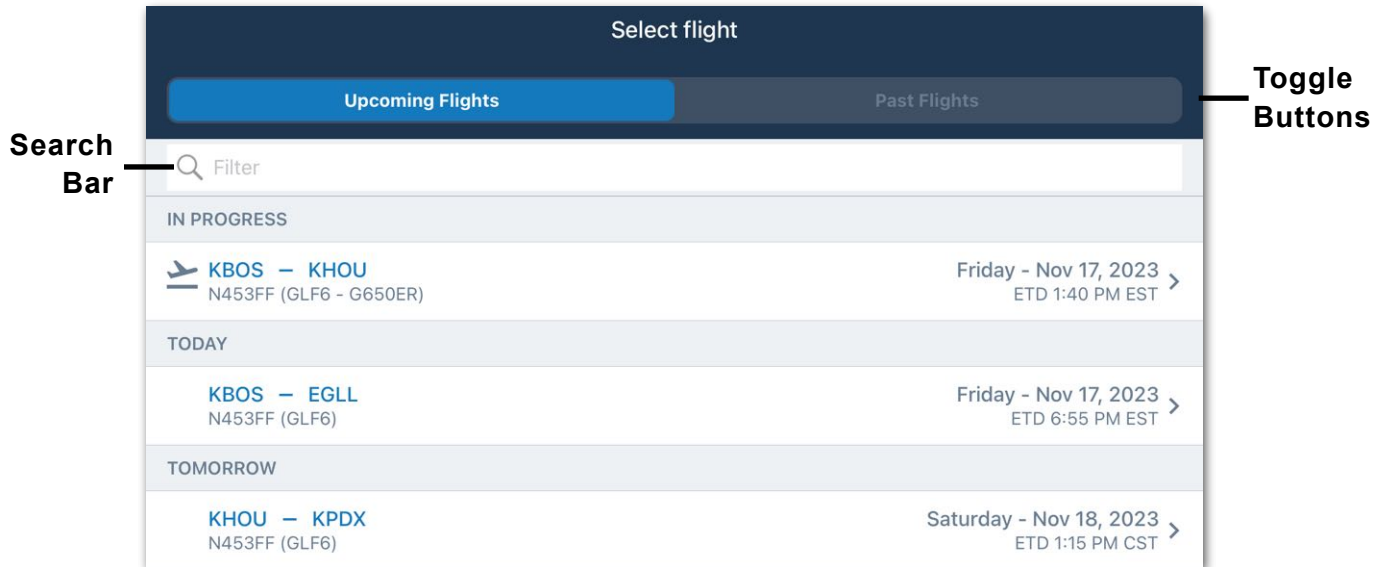 Select flight
Upcoming Flights
Past Flights
Toggle
Buttons
Search
Bar
Filter
IN PROGRESS
KBOS – KHOU
Friday - Nov 17, 2023
N453FF (GLF6 - G650ER)
ETD 1:40 PM EST
TODAY
KBOS – EGLL
Friday - Nov 17, 2023
N453FF (GLF6)
ETD 6:55 PM EST
TOMORROW
KHOU – KPDX
Saturday - Nov 18, 2023
N453FF (GLF6)
ETD 1:15 PM CST